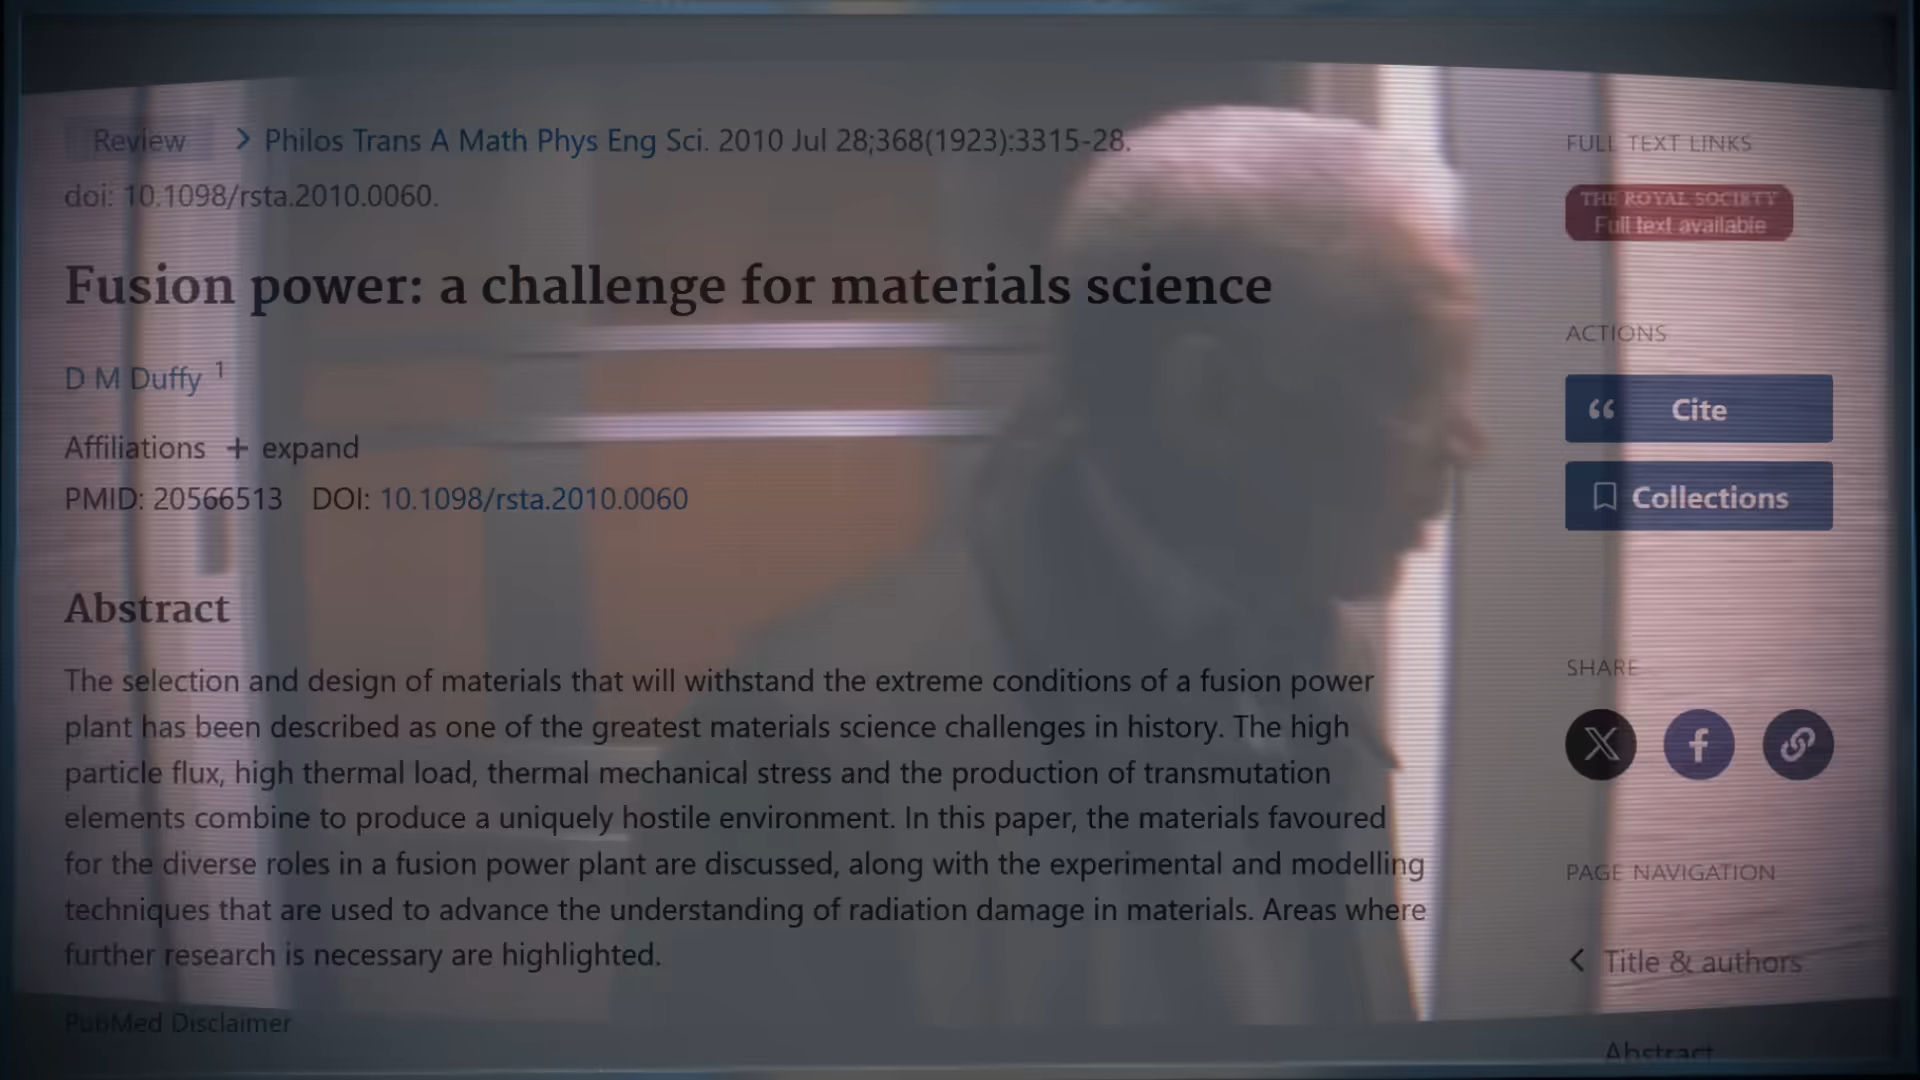 Review > Philos Trans A Math Phys Eng Sci. 2010 Jul 28;368(1923):3315-28.
doi: 10.1098/rsta.2010.0060.
Fusion power: a challenge for materials science
D M Duffy 1
Affiliations + expand
PMID: 20566513 DOI: 10.1098/rsta.2010.0060
Abstract
The selection and design of materials that will withstand the extreme conditions of a fusion power
plant has been described as one of the greatest materials science challenges in history. The high
particle flux, high thermal load, thermal mechanical stress and the production of transmutation
elements combine to produce a uniquely hostile environment. In this paper, the materials favoured
for the diverse roles in a fusion power plant are discussed, along with the experimental and modelling
techniques that are used to advance the understanding of radiation damage in materials. Areas where
further research is necessary are highlighted.
PubMed Disclaimer
FULL TEXT LINKS
THE ROYAL SOCIETY
Full text available
ACTIONS
Cite
Collections
SHARE
PAGE NAVIGATION
Title & authors
Abstract